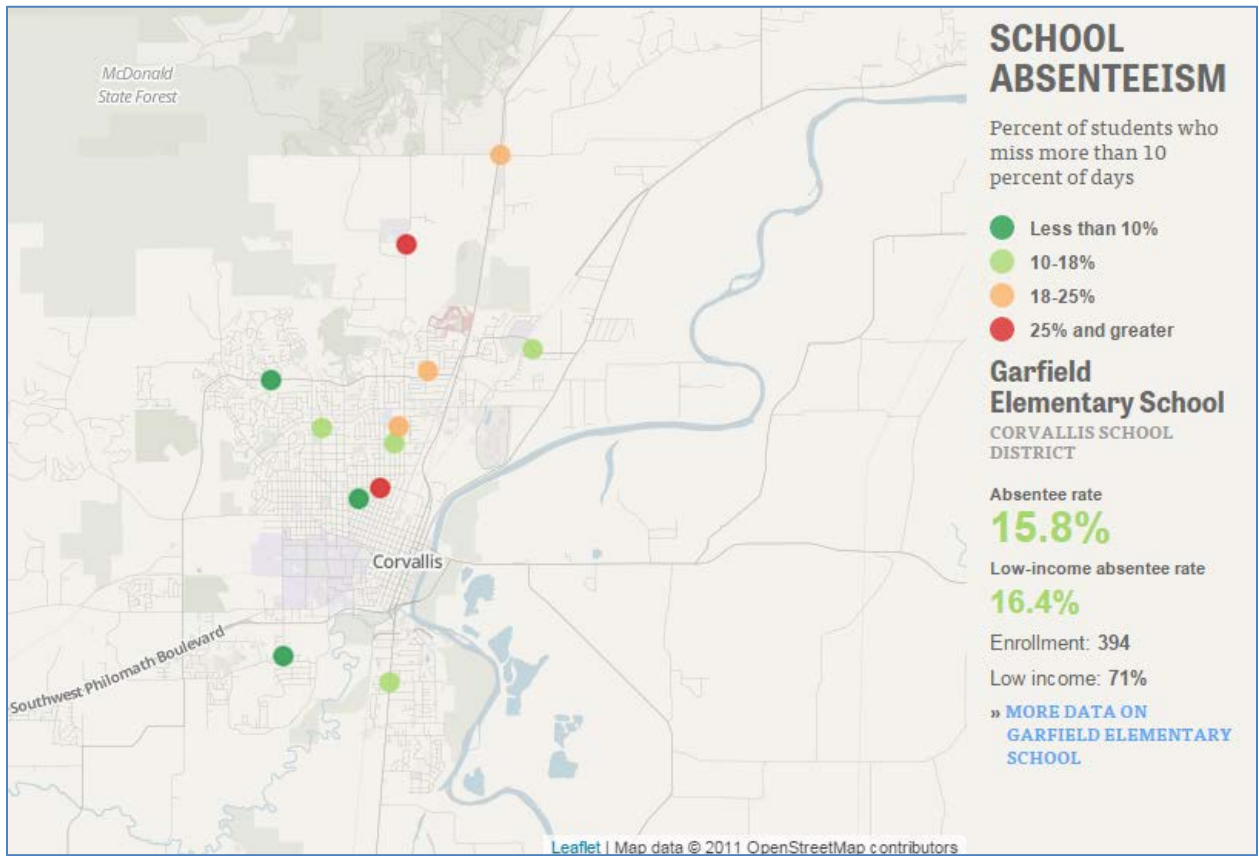 McDonald
State Forest
Corvallis
Southwest Philomath Boulevard
Leaflet | Map data © 2011 OpenStreetMap contributors
SCHOOL
ABSENTEEISM
Percent of students who
miss more than 10
percent of days
Less than 10%
10-18%
18-25%
25% and greater
Garfield
Elementary School
CORVALLIS SCHOOL
DISTRICT
Absentee rate
15.8%
Low-income absentee rate
16.4%
Enrollment: 394
Low income: 71%
» MORE DATA ON
GARFIELD ELEMENTARY
SCHOOL